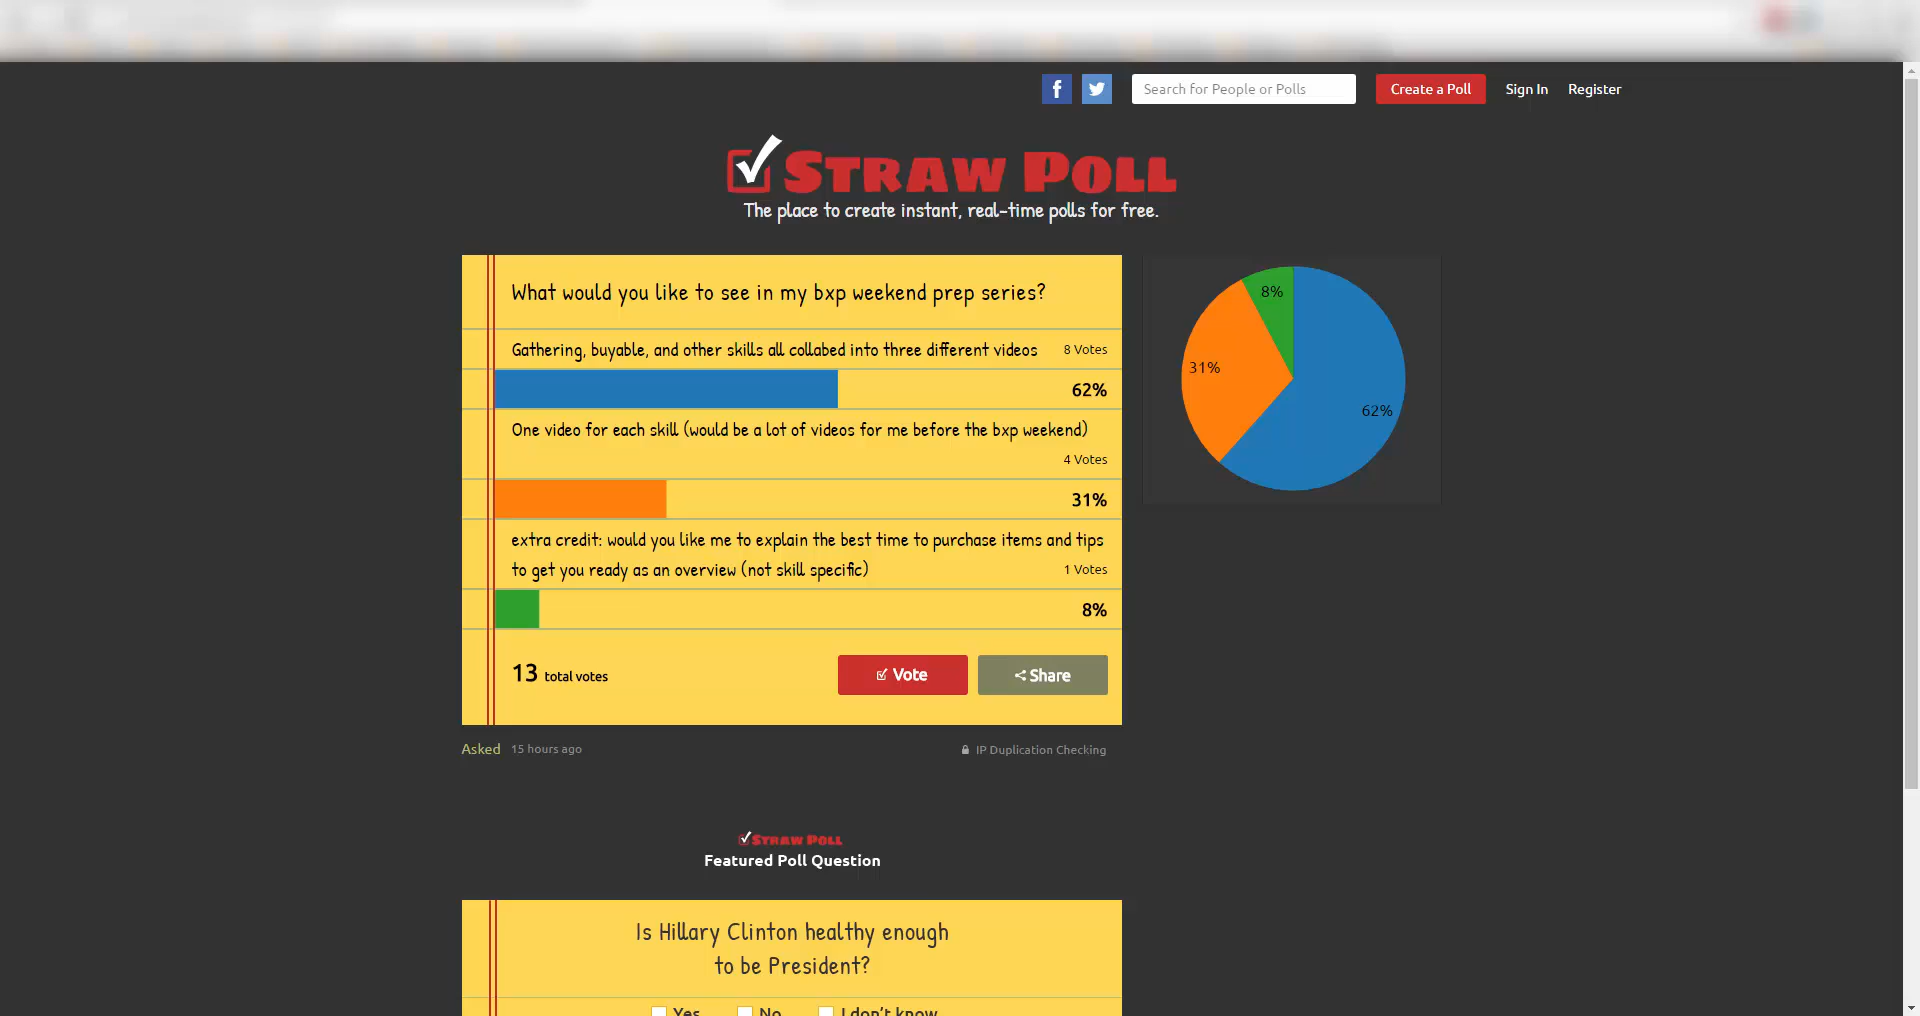 Search for People or Polls
Create a Poll
Sign In
Register
STRAW POLL
The place to create instant, real-time polls for free.
What would you like to see in my bxp weekend prep series?
Gathering, buyable, and other skills all collabed into three different videos 8 Votes
62%
One video for each skill (would be a lot of videos for me before the bxp weekend)
4 Votes
31%
extra credit: would you like me to explain the best time to purchase items and tips
to get you ready as an overview (not skill specific) 1 Votes
8%
13 total votes
Vote
Share
8%
31%
62%
Asked 15 hours ago
IP Duplication Checking
STRAW POLL
Featured Poll Question
Is Hillary Clinton healthy enough
to be President?
Yes No I don't know